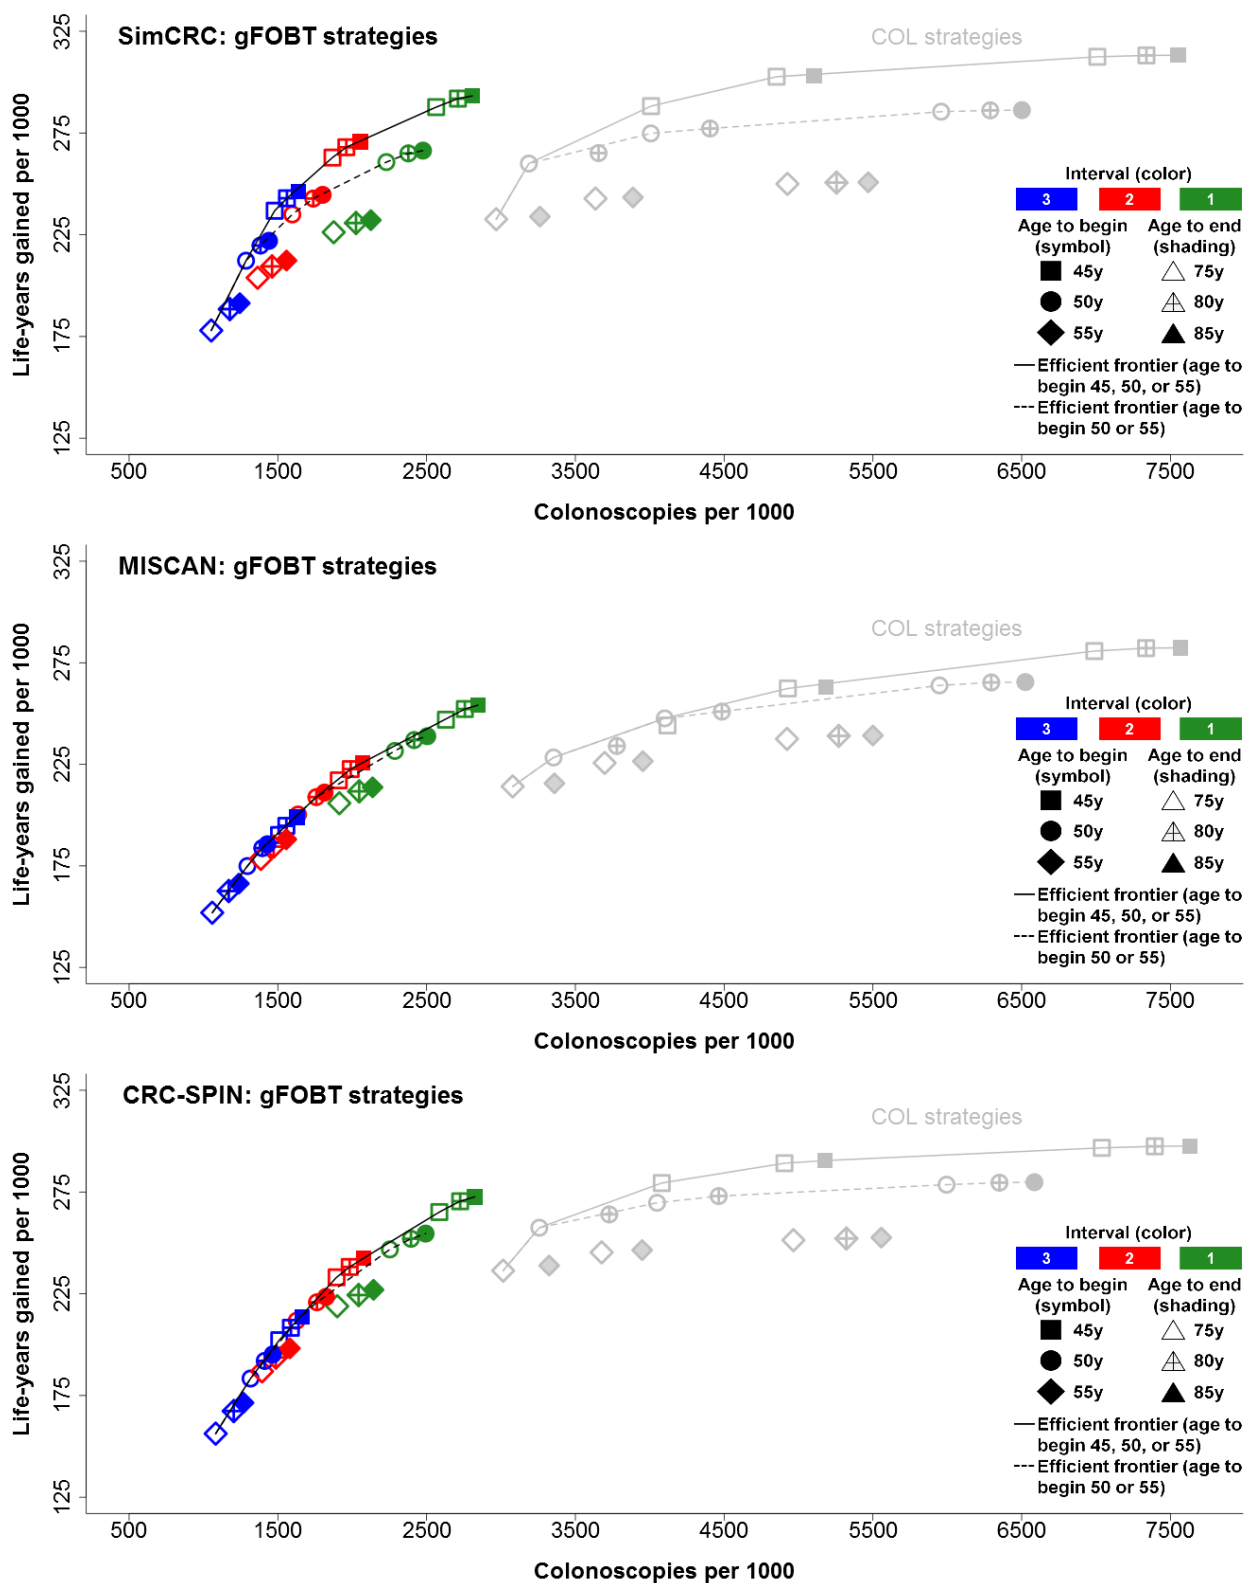 SimCRC: gFOBT strategies
COL strategies
Life-years gained per 1000
325
275
225
175
125
500 1500 2500 3500 4500 5500 6500 7500
Colonoscopies per 1000
Interval (color)
3 2 1
Age to begin (symbol) Age to end (shading)
45y 75y
50y 80y
55y 85y
Efficient frontier (age to
begin 45, 50, or 55)
Efficient frontier (age to
begin 50 or 55)
MISCAN: gFOBT strategies
COL strategies
Life-years gained per 1000
325
275
225
175
125
500 1500 2500 3500 4500 5500 6500 7500
Colonoscopies per 1000
Interval (color)
3 2 1
Age to begin (symbol) Age to end (shading)
45y 75y
50y 80y
55y 85y
Efficient frontier (age to
begin 45, 50, or 55)
Efficient frontier (age to
begin 50 or 55)
CRC-SPIN: gFOBT strategies
COL strategies
Life-years gained per 1000
325
275
225
175
125
500 1500 2500 3500 4500 5500 6500 7500
Colonoscopies per 1000
Interval (color)
3 2 1
Age to begin (symbol) Age to end (shading)
45y 75y
50y 80y
55y 85y
Efficient frontier (age to
begin 45, 50, or 55)
Efficient frontier (age to
begin 50 or 55)